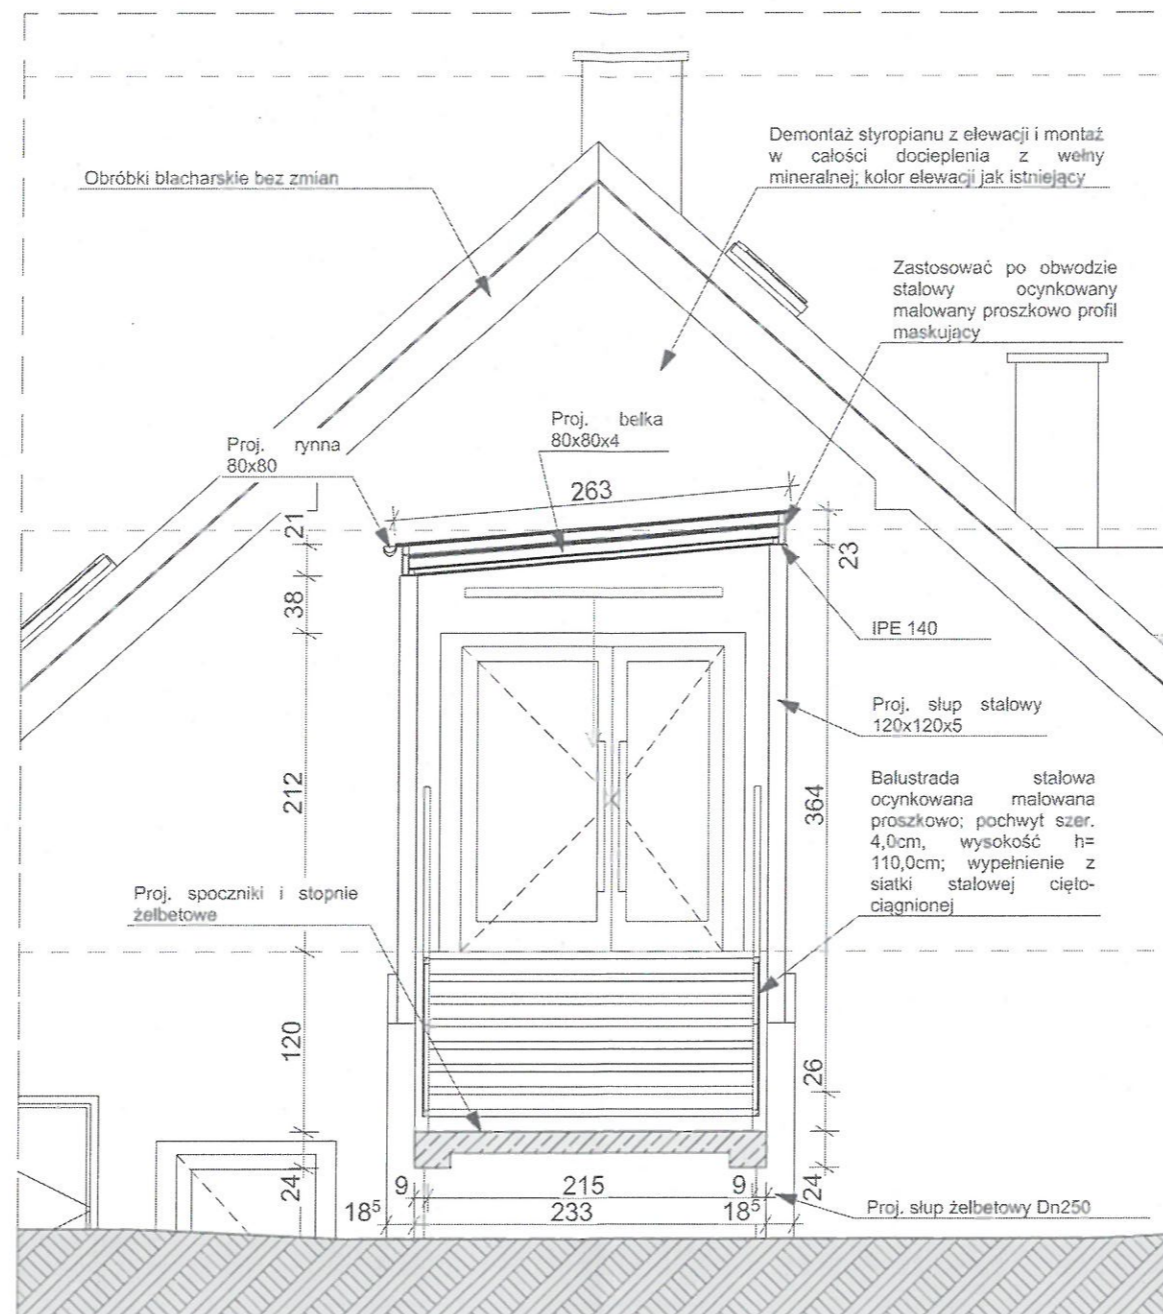 Demontaż styropianu z elewacji i montaż
w całości docieplenia z wełny
mineralnej; kolor elewacji jak istniejący
Obróbki blacharskie bez zmian
Zastosować po obwodzie
stalowy ocynkowany
malowany proszkowo profil
maskujący
Proj. belka
80x80x4
Proj. rynna
80x80
263
21
23
38
IPE 140
Proj. słup stalowy
120x120x5
212
364
Balustrada stalowa
ocynkowana malowana
proszkowo; pochwyt szer.
4,0cm, wysokość h=
110,0cm; wypełnienie z
siatki stalowej cięto-
ciągnionej
Proj. spoczniki i stopnie
żelbetowe
120
26
24
9 215 9
24
18⁵ 233 18⁵
Proj. słup żelbetowy Dn250